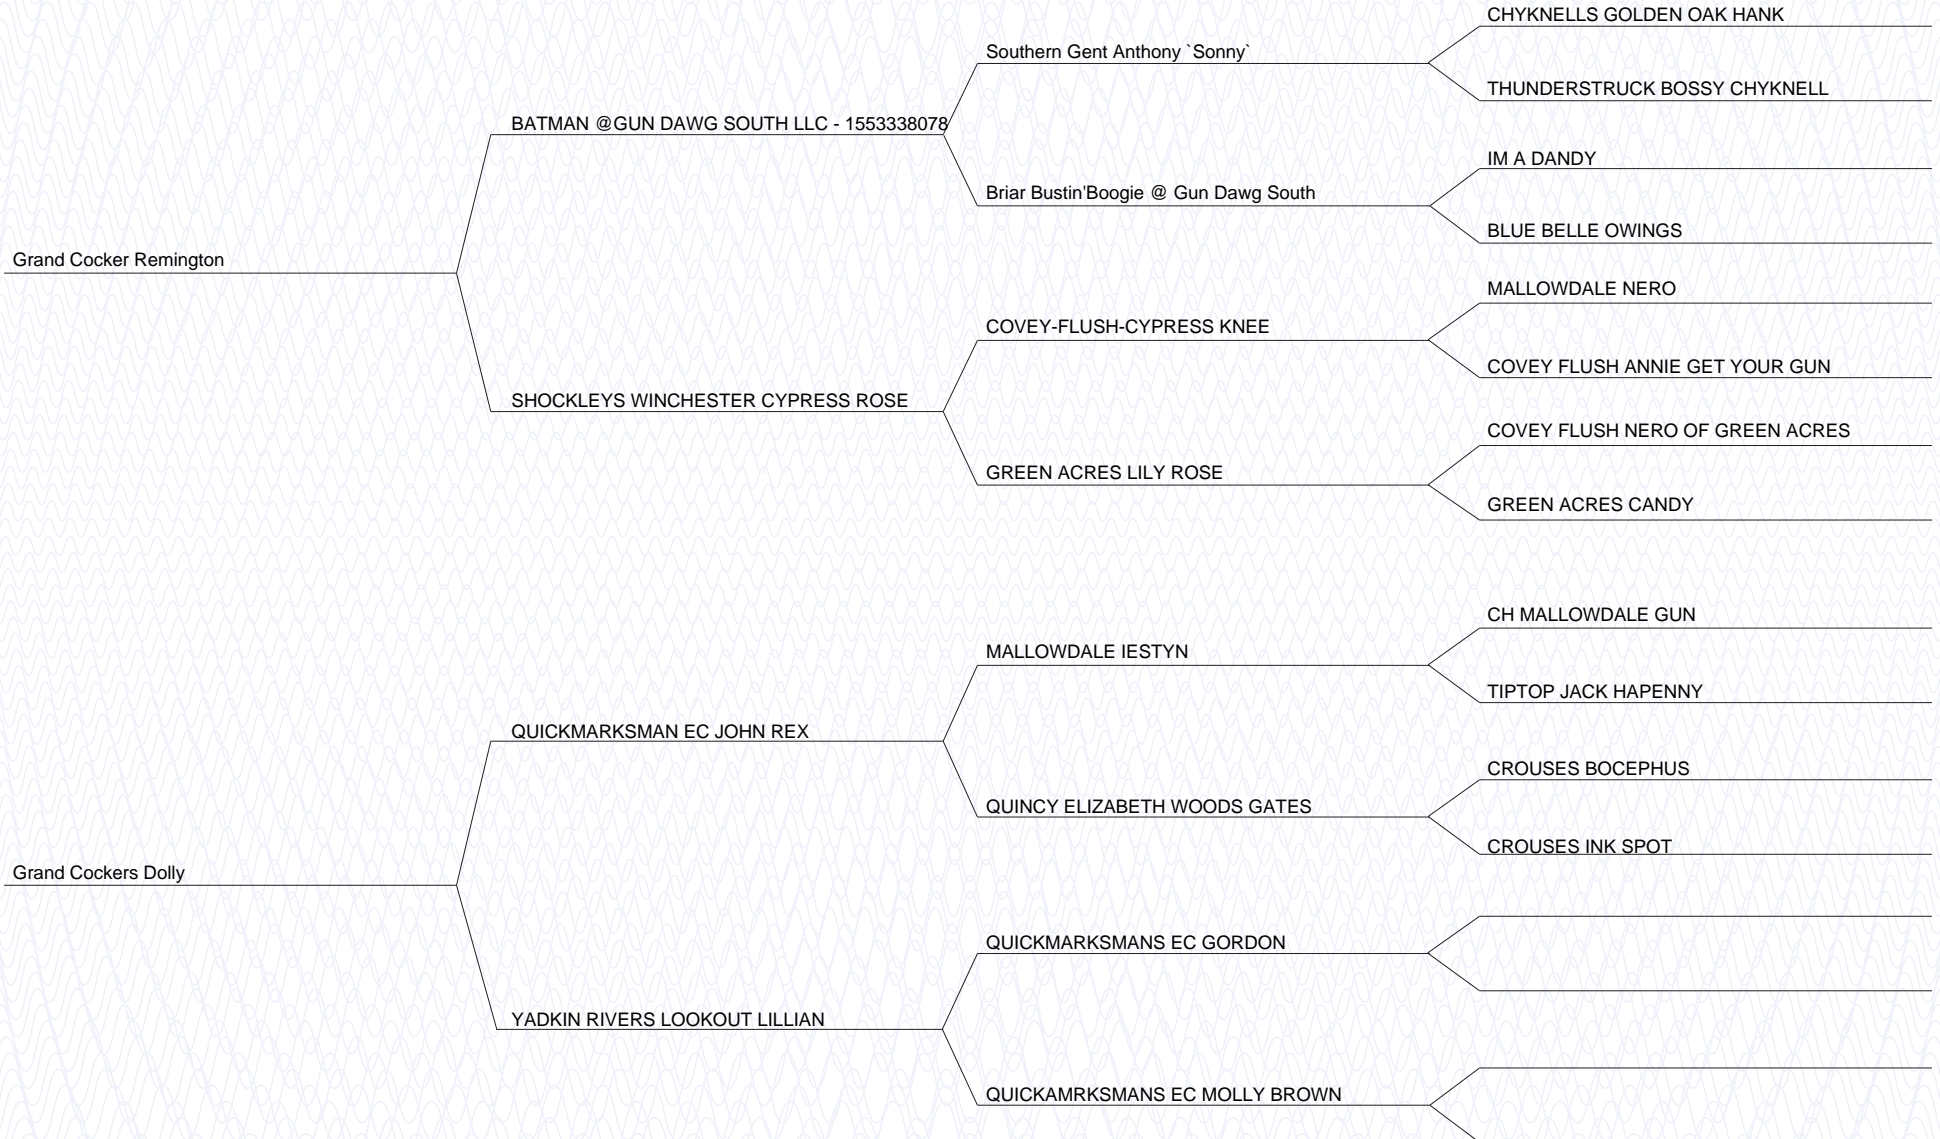 CHYKNELLS GOLDEN OAK HANK
Southern Gent Anthony `Sonny`
THUNDERSTRUCK BOSSY CHYKNELL
BATMAN @GUN DAWG SOUTH LLC - 1553338078
IM A DANDY
Briar Bustin'Boogie @ Gun Dawg South
BLUE BELLE OWINGS
Grand Cocker Remington
MALLOWDALE NERO
COVEY-FLUSH-CYPRESS KNEE
COVEY FLUSH ANNIE GET YOUR GUN
SHOCKLEYS WINCHESTER CYPRESS ROSE
COVEY FLUSH NERO OF GREEN ACRES
GREEN ACRES LILY ROSE
GREEN ACRES CANDY
CH MALLOWDALE GUN
MALLOWDALE IESTYN
TIPTOP JACK HAPENNY
QUICKMARKSMAN EC JOHN REX
CROUSES BOCEPHUS
QUINCY ELIZABETH WOODS GATES
CROUSES INK SPOT
Grand Cockers Dolly
QUICKMARKSMANS EC GORDON
YADKIN RIVERS LOOKOUT LILLIAN
QUICKAMRKSMANS EC MOLLY BROWN